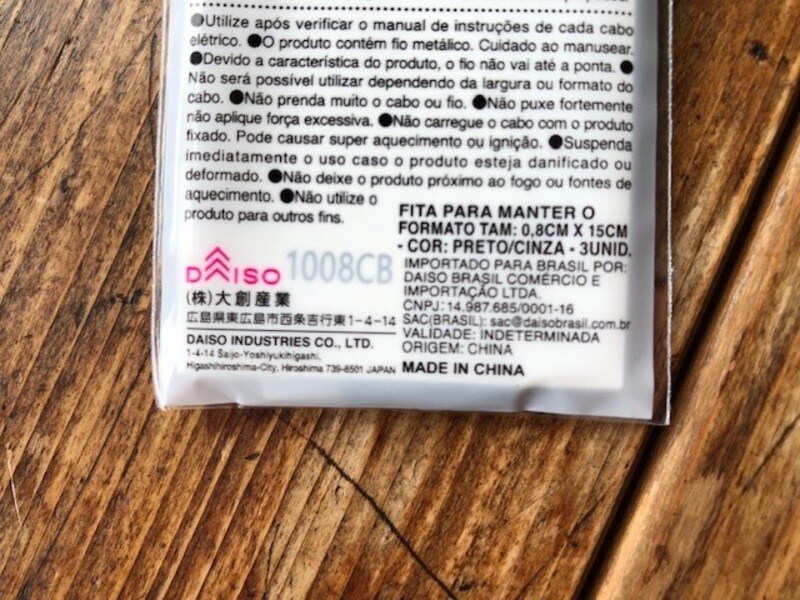 ●Utilize após verificar o manual de instruções de cada cabo
elétrico. ●O produto contém fio metálico. Cuidado ao manusear.
●Devido a característica do produto, o fio não vai até a ponta. ●
Não será possível utilizar dependendo da largura ou formato do
cabo. ●Não prenda muito o cabo ou fio. ●Não puxe fortemente
não aplique força excessiva. ●Não carregue o cabo com o produto
fixado. Pode causar super aquecimento ou ignição. ●Suspenda
imediatamente o uso caso o produto esteja danificado ou
deformado. ●Não deixe o produto próximo ao fogo ou fontes de
aquecimento. ●Não utilize o
produto para outros fins.
FITA PARA MANTER O
FORMATO TAM: 0,8CM X 15CM
- COR: PRETO/CINZA - 3UNID.
IMPORTADO PARA BRASIL POR:
DAISO BRASIL COMÉRCIO E
IMPORTAÇÃO LTDA.
CNPJ: 14.987.685/0001-16
SAC(BRASIL): sac@daisobrasil.com.br
VALIDADE: INDETERMINADA
ORIGEM: CHINA
MADE IN CHINA
DAISO 1008CB
(株)大創産業
広島県東広島市西条吉行東1-4-14
DAISO INDUSTRIES CO., LTD.
1-4-14 Saijo-Yoshiyukihigashi,
Higashihiroshima-City, Hiroshima 739-8501 JAPAN